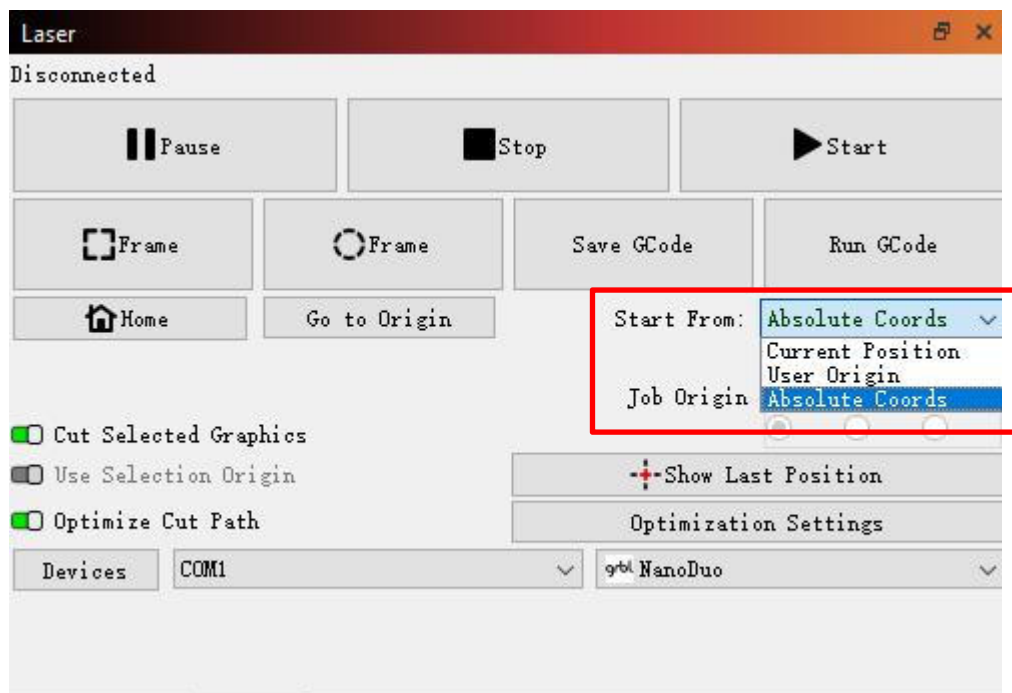 Laser
Disconnected
Pause
Stop
Start
Frame
Frame
Save GCode
Run GCode
Home
Go to Origin
Start From:
Absolute Coords
Current Position
User Origin
Absolute Coords
Job Origin
Cut Selected Graphics
Use Selection Origin
Show Last Position
Optimize Cut Path
Optimization Settings
Devices
COM1
grbl NanoDuo